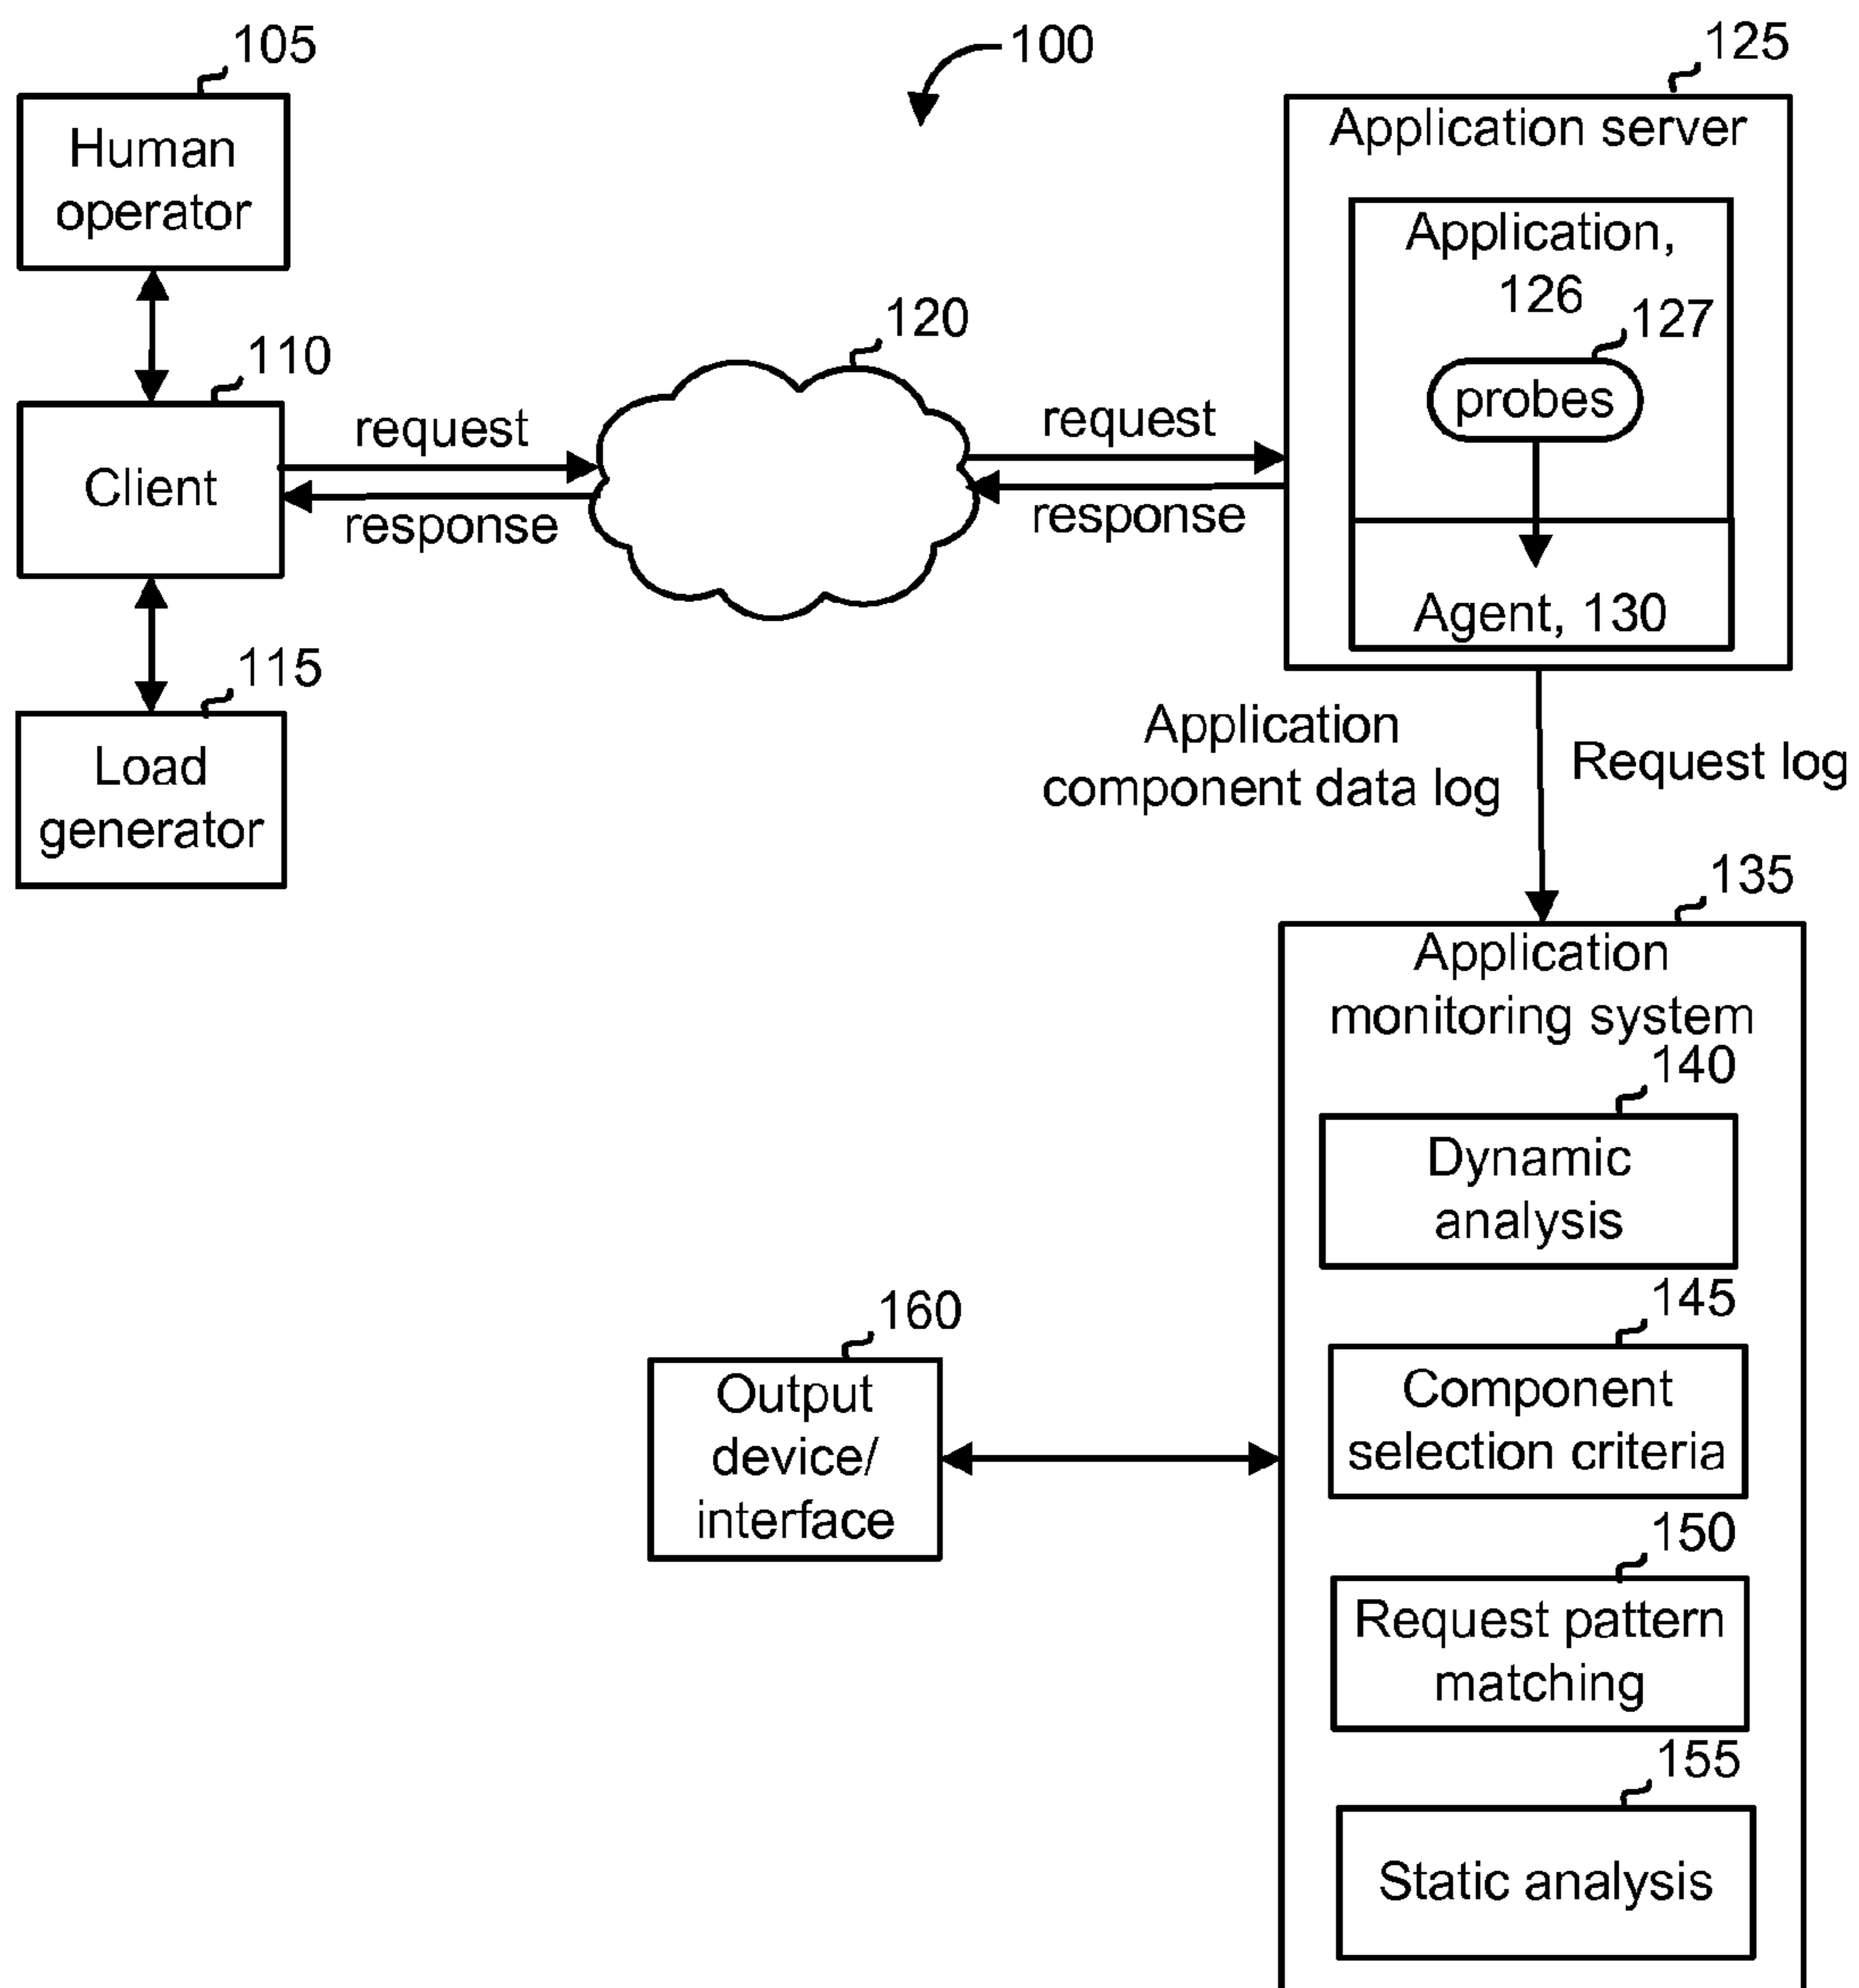 105
100
125
Human
operator
Application server
Application,
126
127
probes
110
120
Client
request
response
request
response
Agent, 130
115
Load
generator
Application
component data log
Request log
135
Application
monitoring system
140
Dynamic
analysis
145
Component
selection criteria
160
Output
device/
interface
150
Request pattern
matching
155
Static analysis